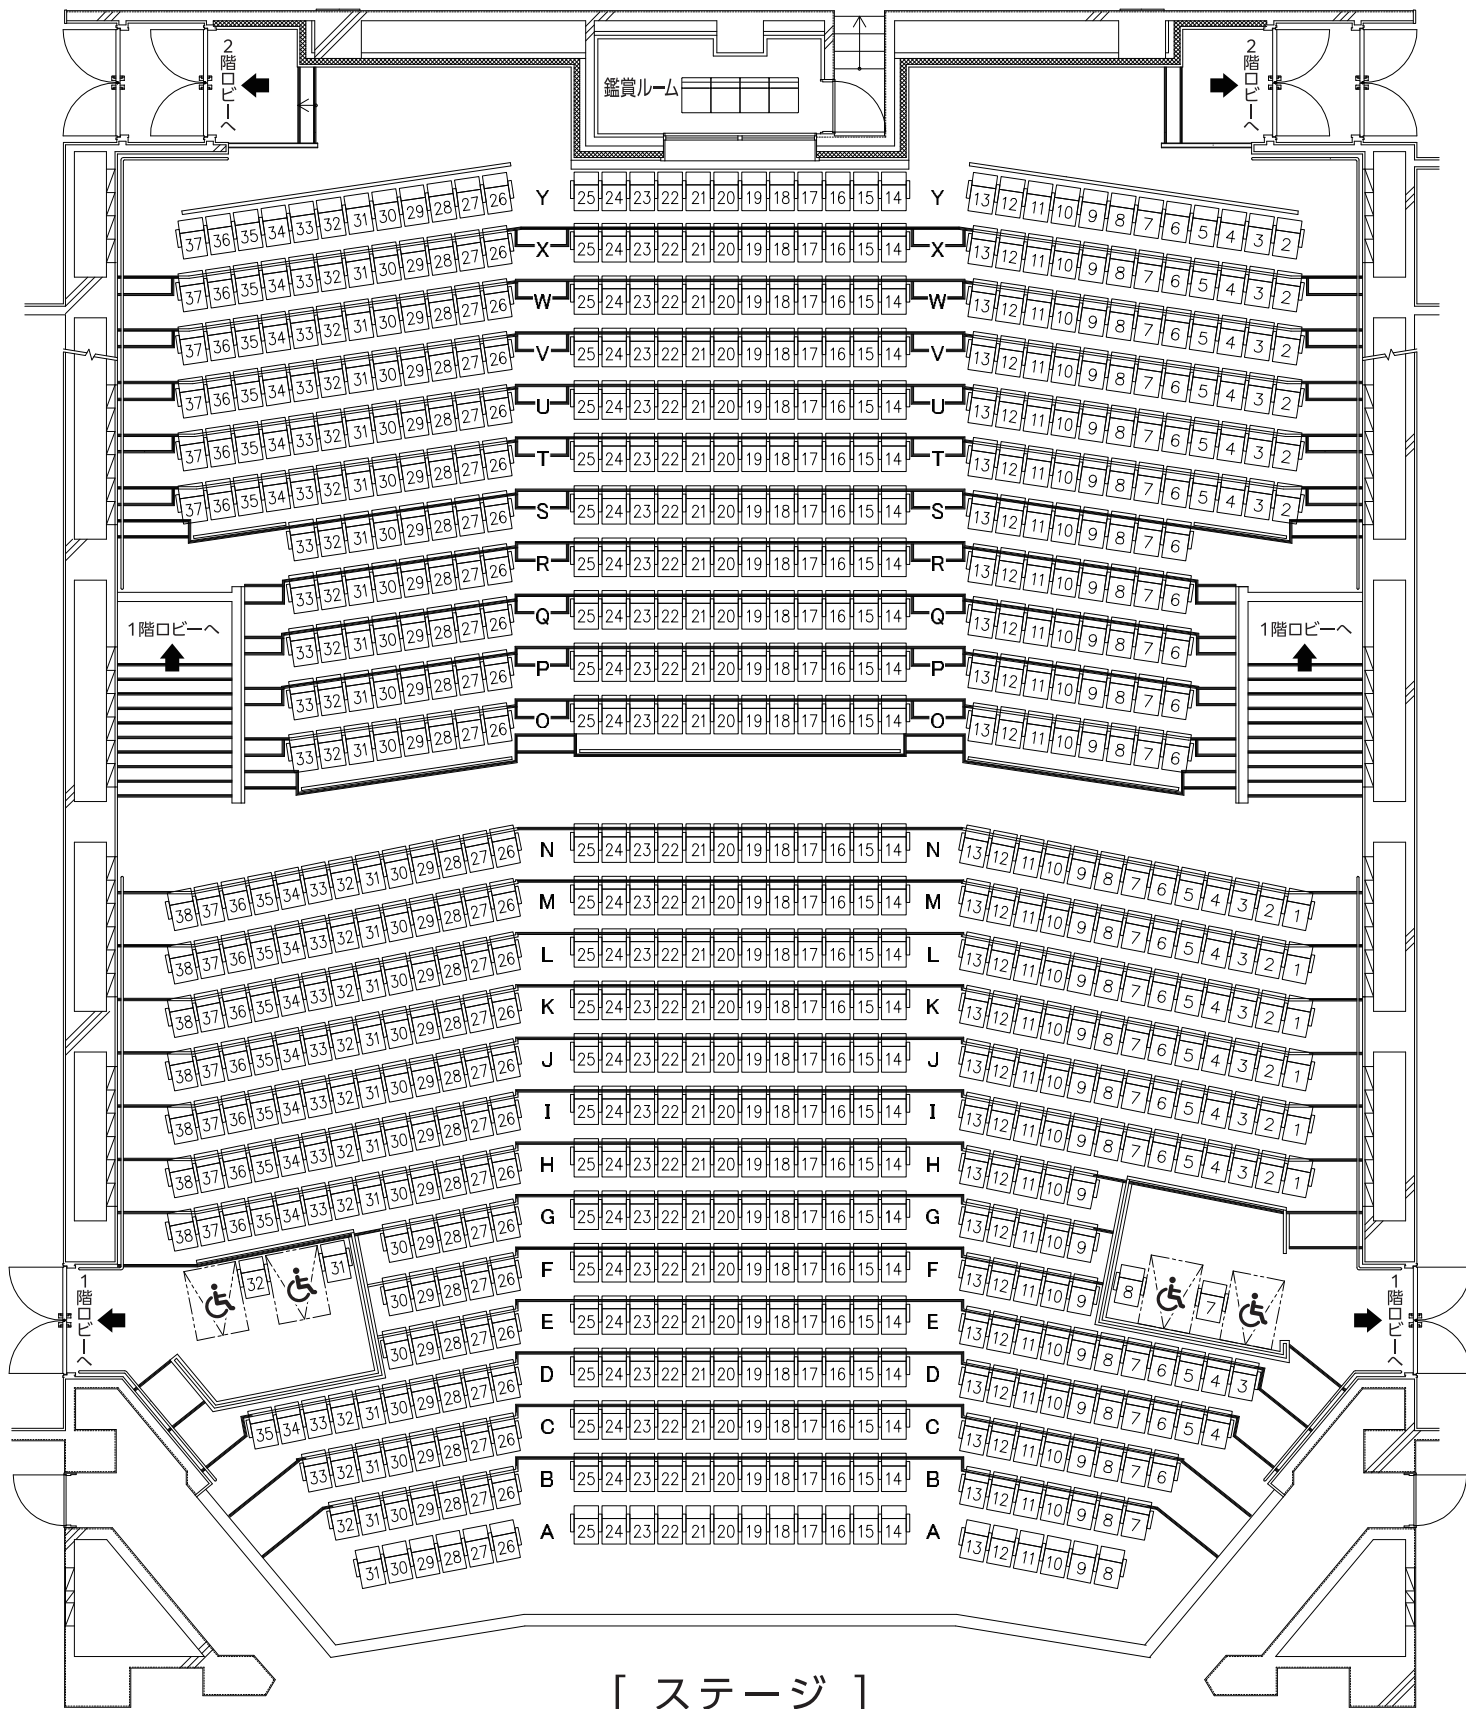 2階ロビーへ
鑑賞ルーム
2階ロビーへ
37 36 35 34 33 32 31 30 29 28 27 26 Y 25 24 23 22 21 20 19 18 17 16 15 14 Y 13 12 11 10 9 8 7 6 5 4 3 2
37 36 35 34 33 32 31 30 29 28 27 26 X 25 24 23 22 21 20 19 18 17 16 15 14 X 13 12 11 10 9 8 7 6 5 4 3 2
37 36 35 34 33 32 31 30 29 28 27 26 W 25 24 23 22 21 20 19 18 17 16 15 14 W 13 12 11 10 9 8 7 6 5 4 3 2
37 36 35 34 33 32 31 30 29 28 27 26 V 25 24 23 22 21 20 19 18 17 16 15 14 V 13 12 11 10 9 8 7 6 5 4 3 2
37 36 35 34 33 32 31 30 29 28 27 26 U 25 24 23 22 21 20 19 18 17 16 15 14 U 13 12 11 10 9 8 7 6 5 4 3 2
37 36 35 34 33 32 31 30 29 28 27 26 T 25 24 23 22 21 20 19 18 17 16 15 14 T 13 12 11 10 9 8 7 6 5 4 3 2
33 32 31 30 29 28 27 26 S 25 24 23 22 21 20 19 18 17 16 15 14 S 13 12 11 10 9 8 7 6
33 32 31 30 29 28 27 26 R 25 24 23 22 21 20 19 18 17 16 15 14 R 13 12 11 10 9 8 7 6
1階ロビーへ
33 32 31 30 29 28 27 26 Q 25 24 23 22 21 20 19 18 17 16 15 14 Q 13 12 11 10 9 8 7 6
1階ロビーへ
33 32 31 30 29 28 27 26 P 25 24 23 22 21 20 19 18 17 16 15 14 P 13 12 11 10 9 8 7 6
33 32 31 30 29 28 27 26 O 25 24 23 22 21 20 19 18 17 16 15 14 O 13 12 11 10 9 8 7 6
38 37 36 35 34 33 32 31 30 29 28 27 26 N 25 24 23 22 21 20 19 18 17 16 15 14 N 13 12 11 10 9 8 7 6 5 4 3 2 1
38 37 36 35 34 33 32 31 30 29 28 27 26 M 25 24 23 22 21 20 19 18 17 16 15 14 M 13 12 11 10 9 8 7 6 5 4 3 2 1
38 37 36 35 34 33 32 31 30 29 28 27 26 L 25 24 23 22 21 20 19 18 17 16 15 14 L 13 12 11 10 9 8 7 6 5 4 3 2 1
38 37 36 35 34 33 32 31 30 29 28 27 26 K 25 24 23 22 21 20 19 18 17 16 15 14 K 13 12 11 10 9 8 7 6 5 4 3 2 1
38 37 36 35 34 33 32 31 30 29 28 27 26 J 25 24 23 22 21 20 19 18 17 16 15 14 J 13 12 11 10 9 8 7 6 5 4 3 2 1
38 37 36 35 34 33 32 31 30 29 28 27 26 I 25 24 23 22 21 20 19 18 17 16 15 14 I 13 12 11 10 9 8 7 6 5 4 3 2 1
38 37 36 35 34 33 32 31 30 29 28 27 26 H 25 24 23 22 21 20 19 18 17 16 15 14 H 13 12 11 10 9
30 29 28 27 26 G 25 24 23 22 21 20 19 18 17 16 15 14 G 13 12 11 10 9
1階ロビーへ
32 31
30 29 28 27 26 F 25 24 23 22 21 20 19 18 17 16 15 14 F 13 12 11 10 9
8 7
1階ロビーへ
30 29 28 27 26 E 25 24 23 22 21 20 19 18 17 16 15 14 E 13 12 11 10 9 8 7 6 5 4 3
35 34 33 32 31 30 29 28 27 26 D 25 24 23 22 21 20 19 18 17 16 15 14 D 13 12 11 10 9 8 7 6 5 4
33 32 31 30 29 28 27 26 C 25 24 23 22 21 20 19 18 17 16 15 14 C 13 12 11 10 9 8 7 6
32 31 30 29 28 27 26 B 25 24 23 22 21 20 19 18 17 16 15 14 B 13 12 11 10 9 8 7
31 30 29 28 27 26 A 25 24 23 22 21 20 19 18 17 16 15 14 A 13 12 11 10 9 8
[ ステージ ]